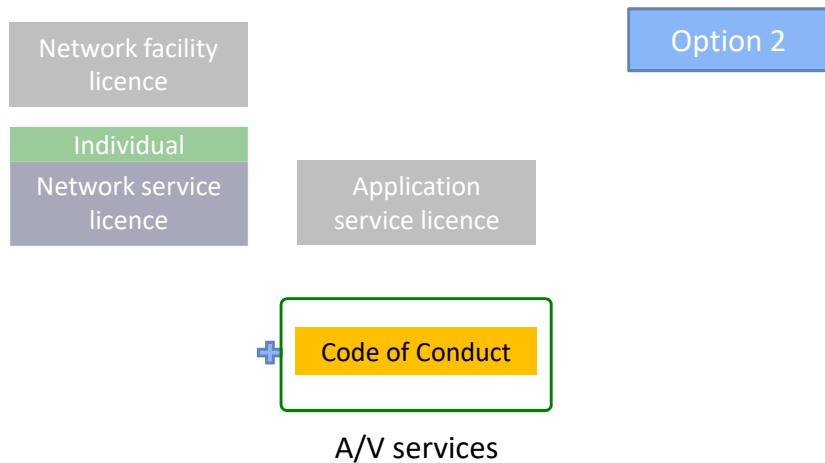 Network facility
licence
Option 2
Individual
Network service
licence
Application
service licence
Code of Conduct
A/V services